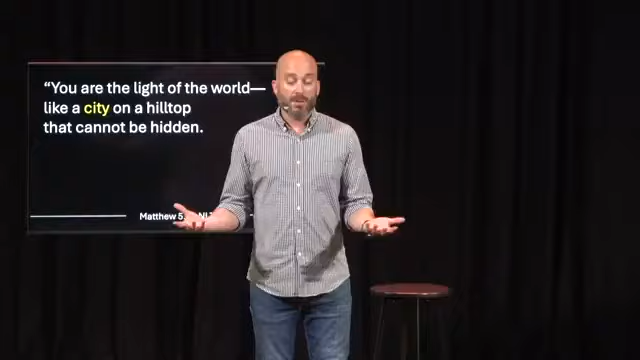 “You are the light of the world—
like a city on a hilltop
that cannot be hidden.
Matthew 5